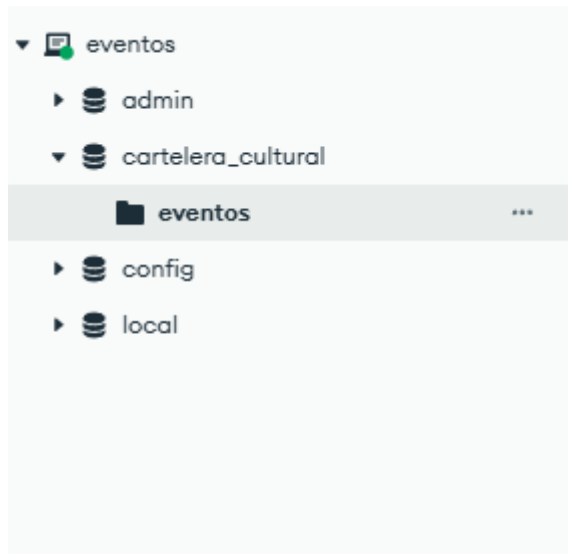 eventos
admin
cartelera_cultural
eventos
config
local